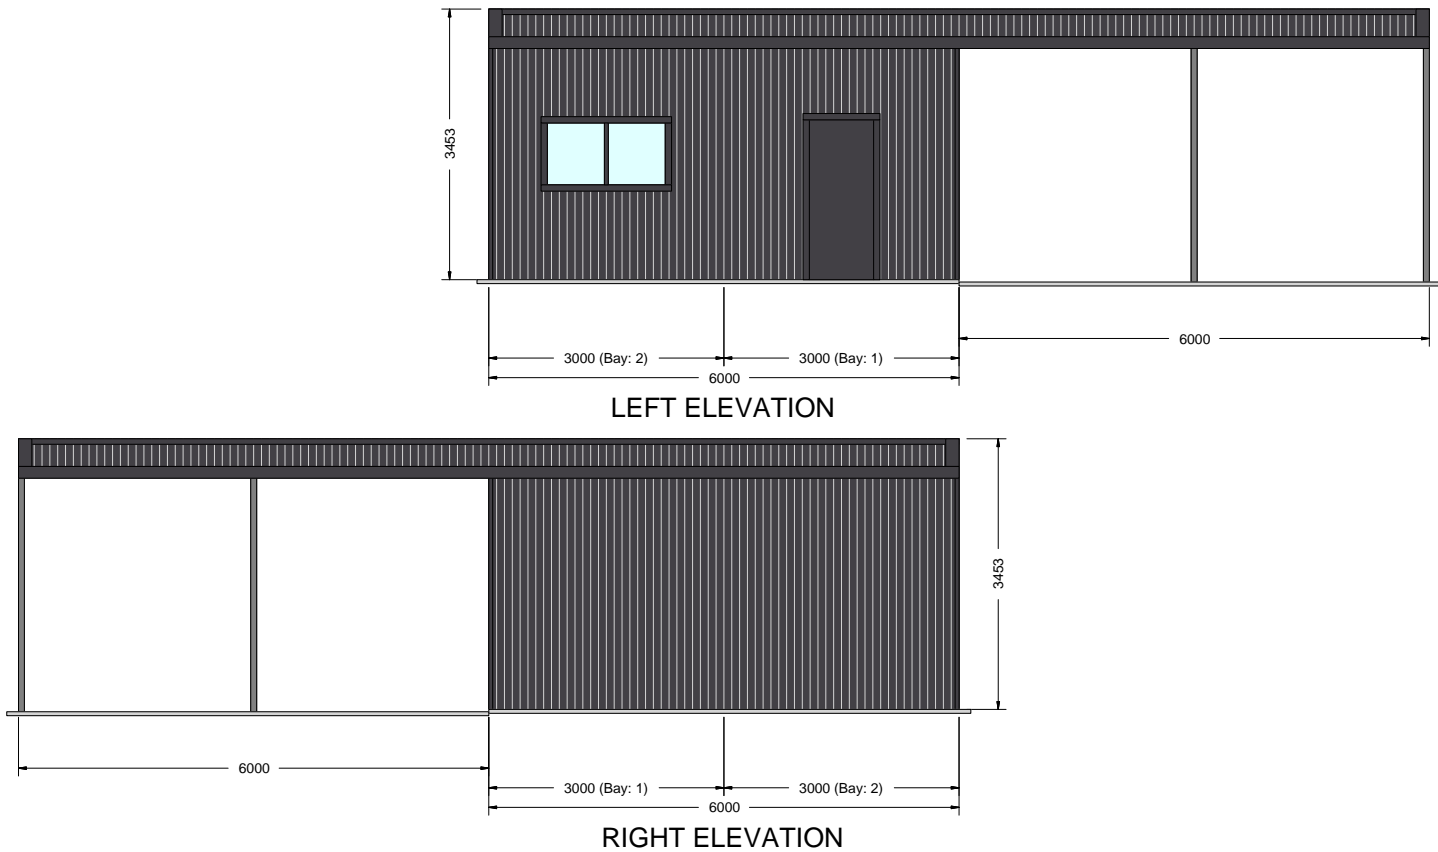 3453
6000
3000 (Bay: 2)
3000 (Bay: 1)
6000
LEFT ELEVATION
3453
6000
3000 (Bay: 1)
3000 (Bay: 2)
6000
RIGHT ELEVATION